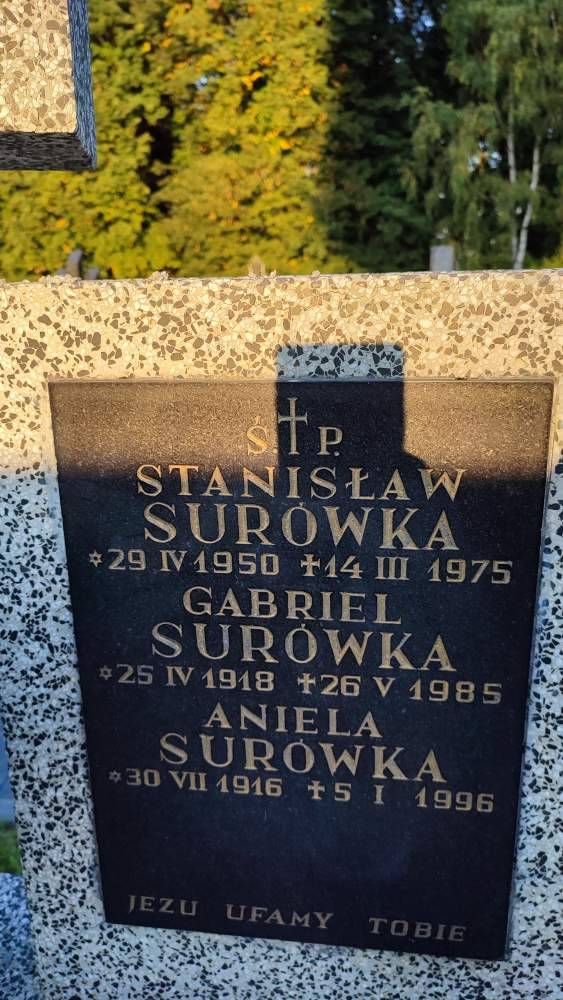 Ś.†P.
STANISŁAW
SURÓWKA
*29 IV 1950 †14 III 1975
GABRIEL
SURÓWKA
*25 IV 1918 †26 V 1985
ANIELA
SURÓWKA
*30 VII 1916 †5 I 1996
JEZU UFAMY TOBIE